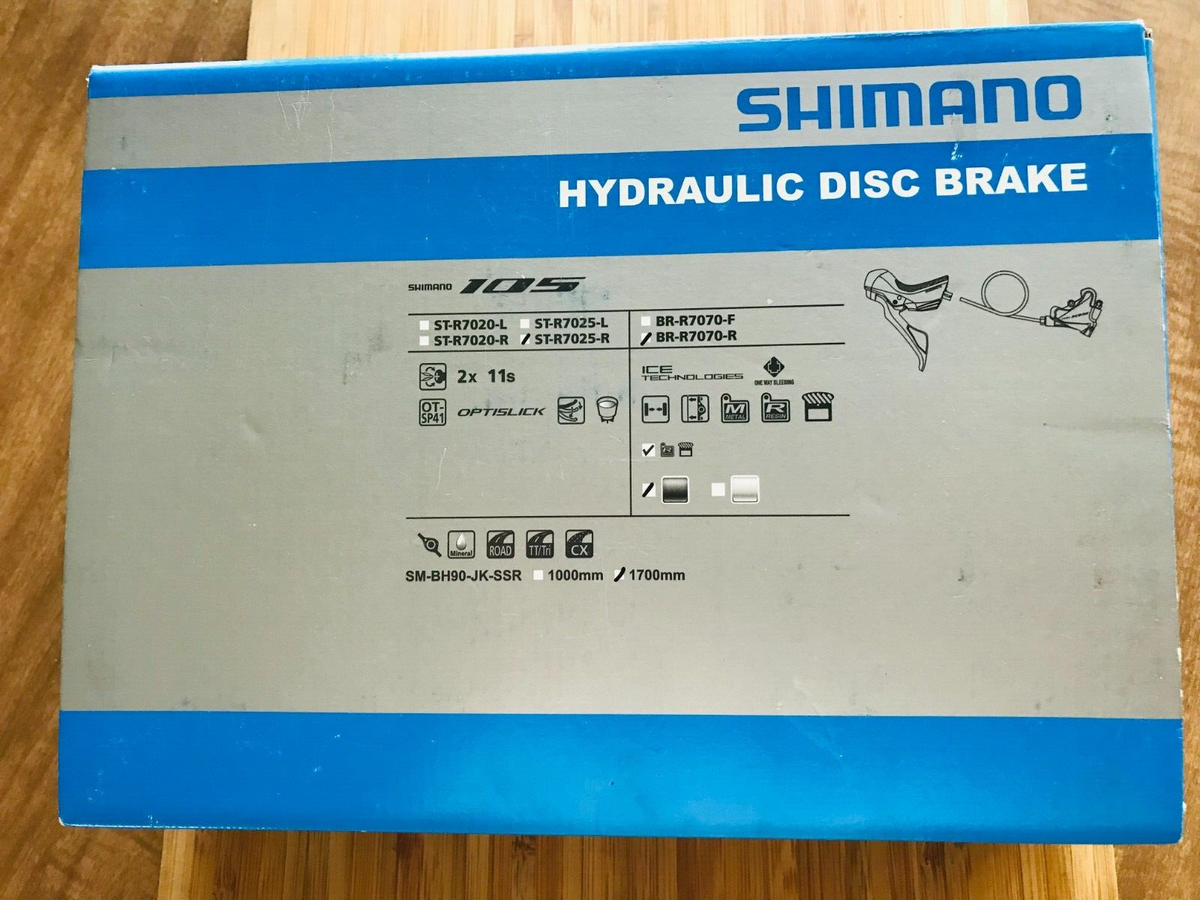 SHIMANO
HYDRAULIC DISC BRAKE
SHIMANO 105
ST-R7020-L ST-R7025-L BR-R7070-F
ST-R7020-R ST-R7025-R BR-R7070-R
2x 11s
ICE TECHNOLOGIES
ONE WAY BLEEDING
OT-SP41
OPTISLICK
M METAL
R RESIN
R
Mineral
ROAD
TT/Tri
CX
SM-BH90-JK-SSR 1000mm 1700mm